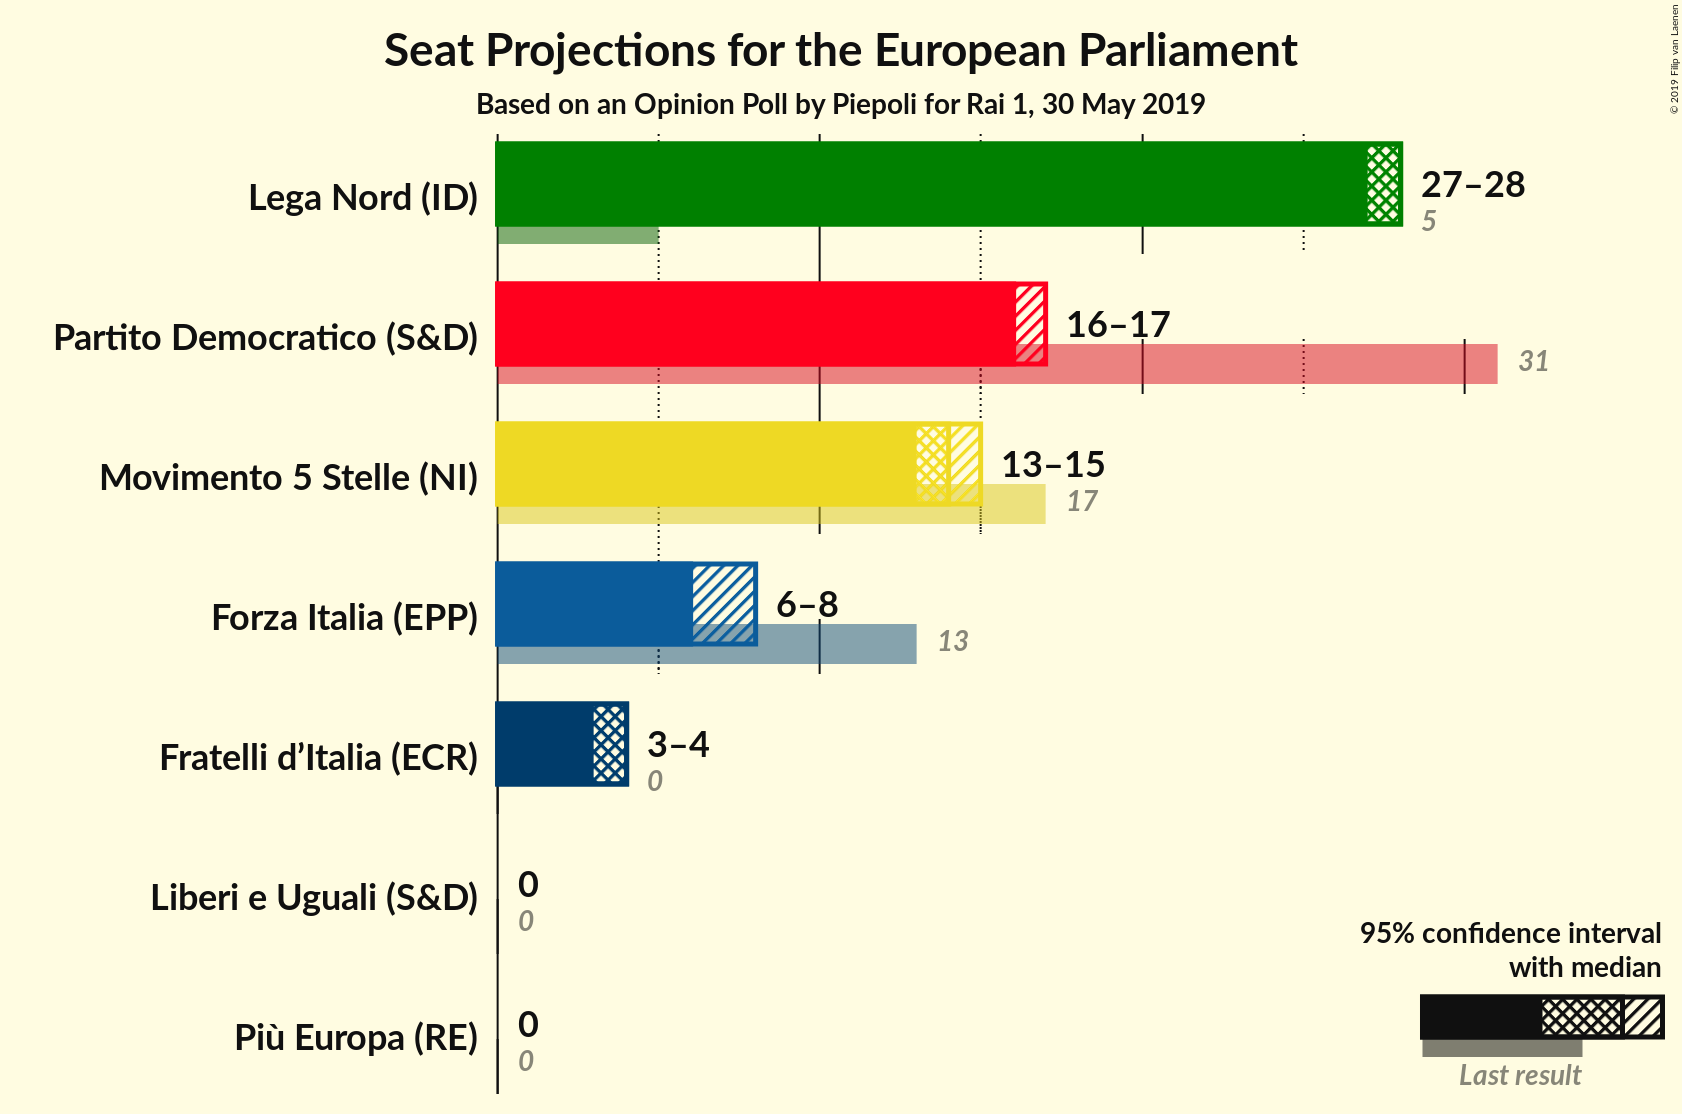 Seat Projections for the European Parliament
Based on an Opinion Poll by Piepoli for Rai 1, 30 May 2019
© 2019 Filip van Laenen
Lega Nord (ID)
27–28
5
Partito Democratico (S&D)
16–17
31
Movimento 5 Stelle (NI)
13–15
17
Forza Italia (EPP)
6–8
13
Fratelli d’Italia (ECR)
3–4
0
Liberi e Uguali (S&D)
0
0
Più Europa (RE)
0
0
95% confidence interval
with median
Last result